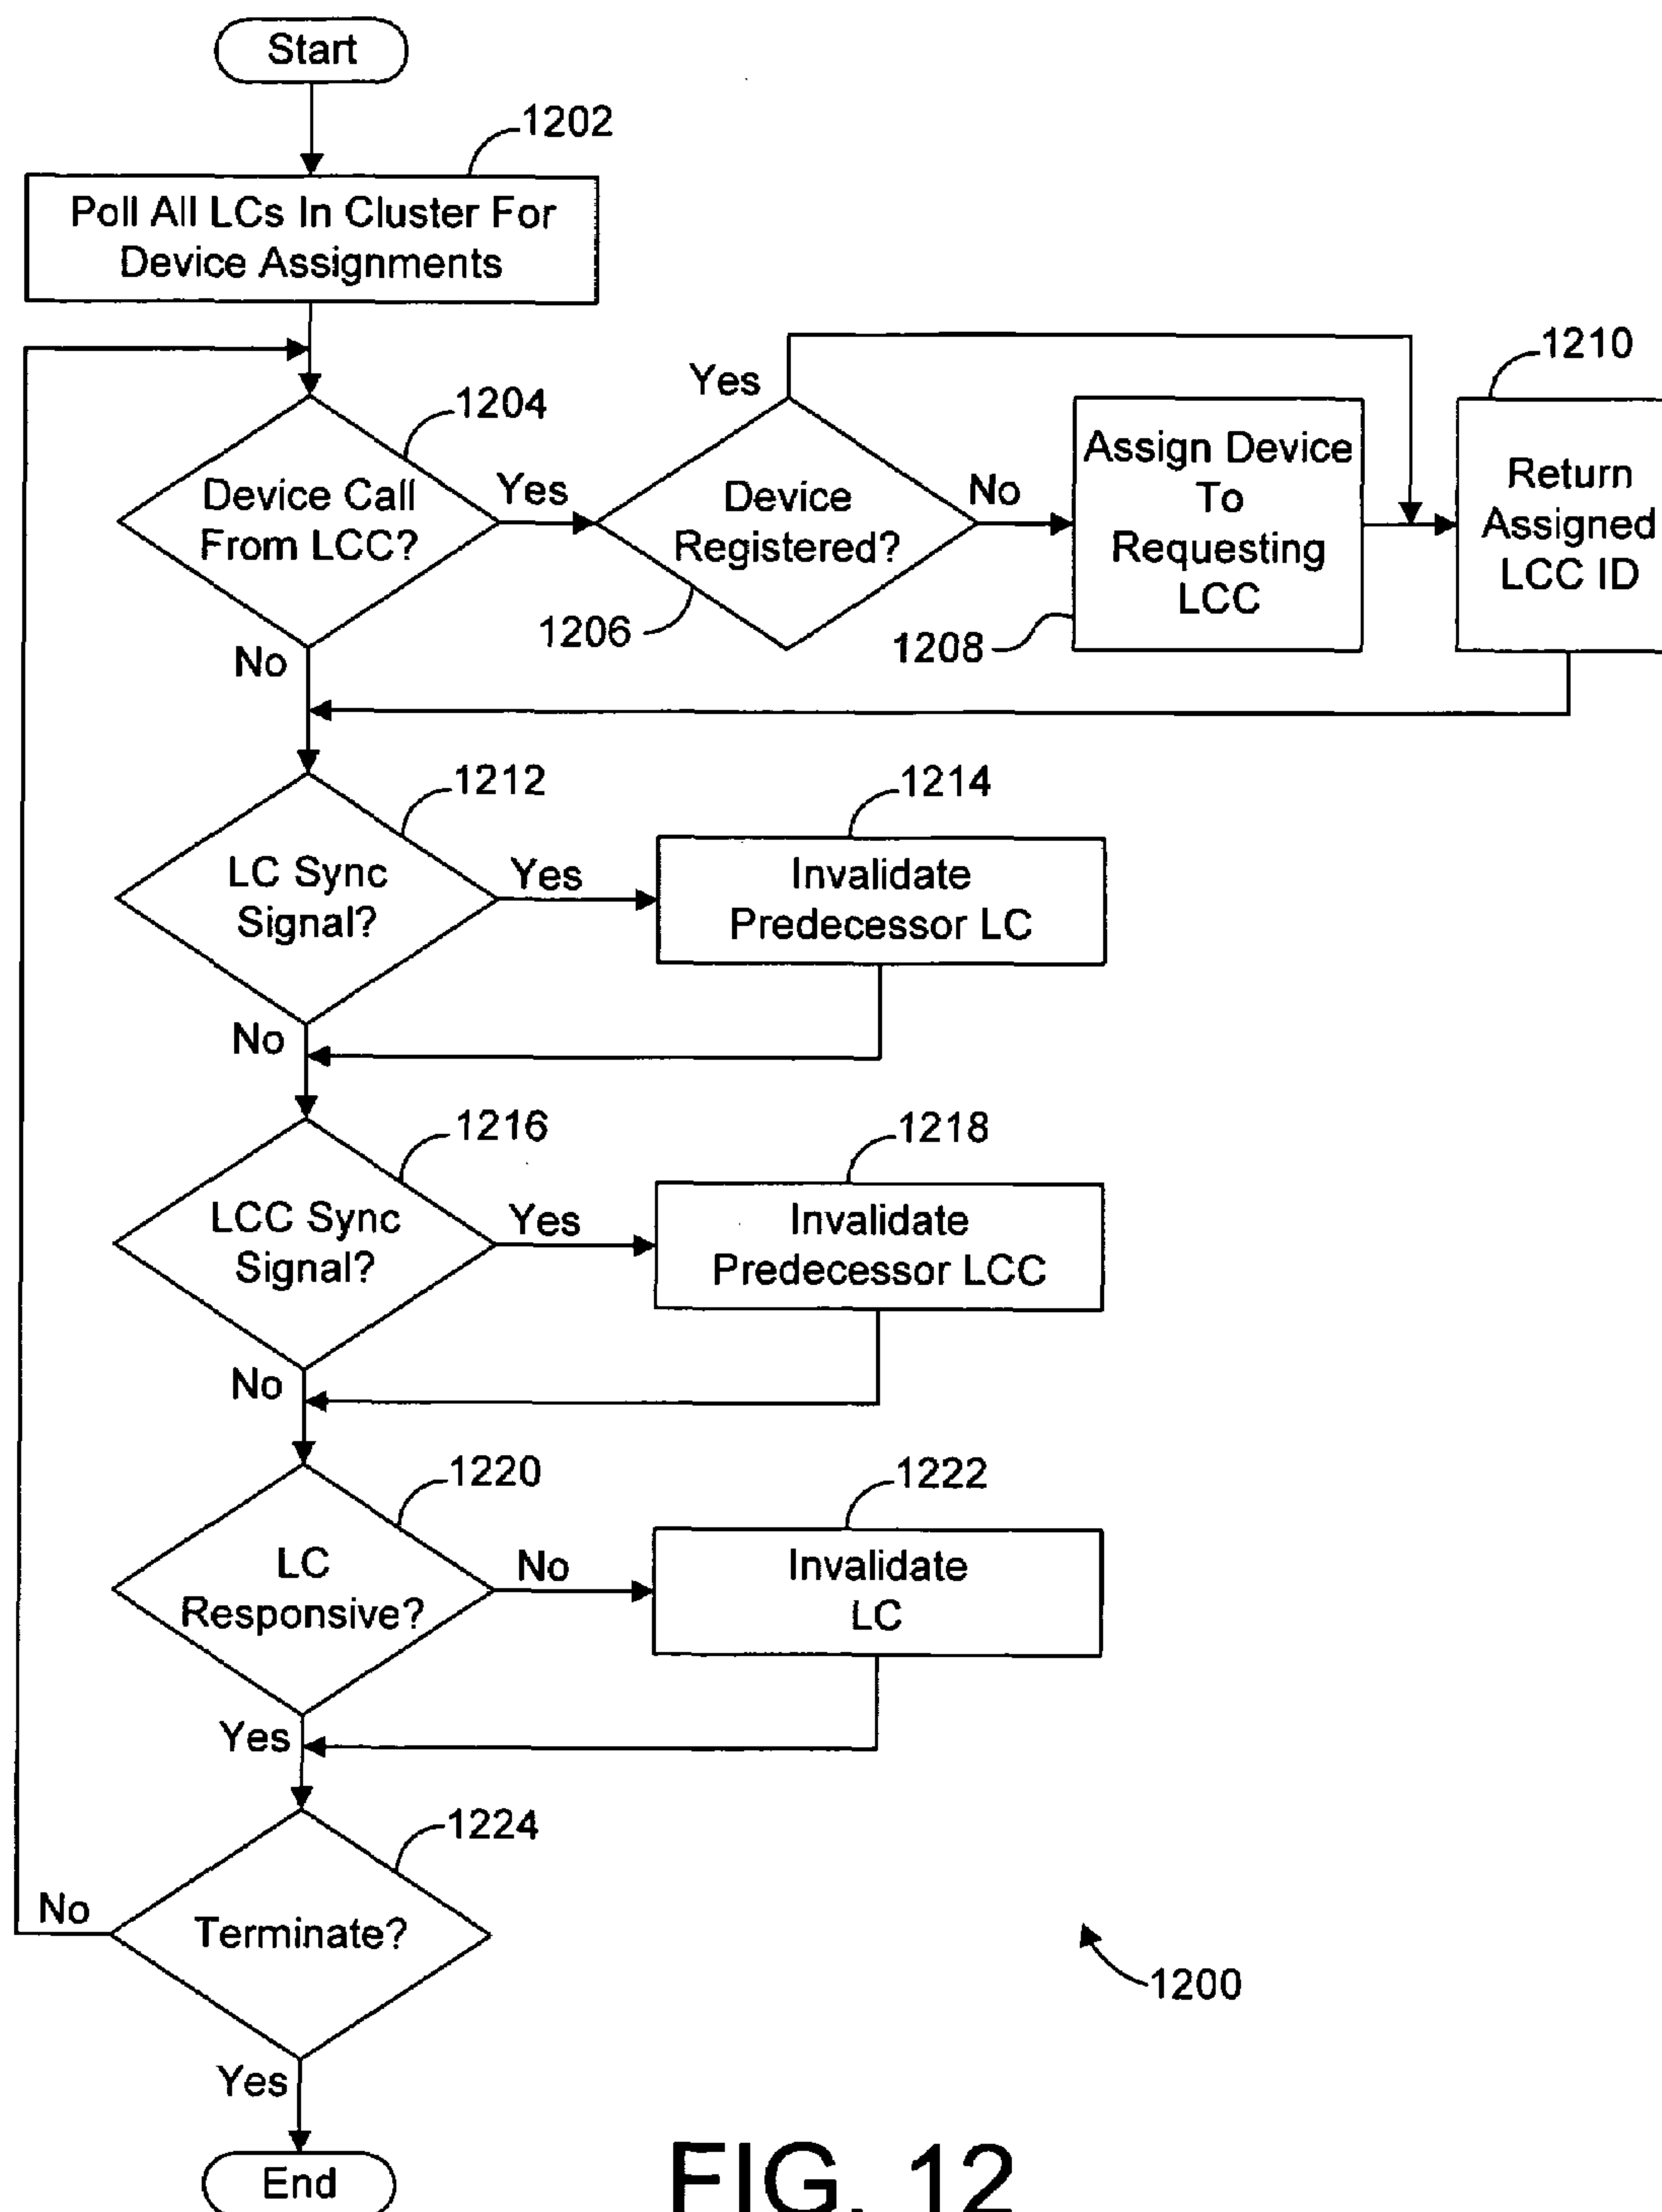 Start
1202
Poll All LCs In Cluster For
Device Assignments
1204
Device Call
From LCC?
Yes
No
1206
Device
Registered?
Yes
No
1208
Assign Device
To
Requesting
LCC
1210
Return
Assigned
LCC ID
1212
LC Sync
Signal?
Yes
No
1214
Invalidate
Predecessor LC
1216
LCC Sync
Signal?
Yes
No
1218
Invalidate
Predecessor LCC
1220
LC
Responsive?
No
Yes
1222
Invalidate
LC
1224
Terminate?
No
Yes
1200
End
FIG. 12